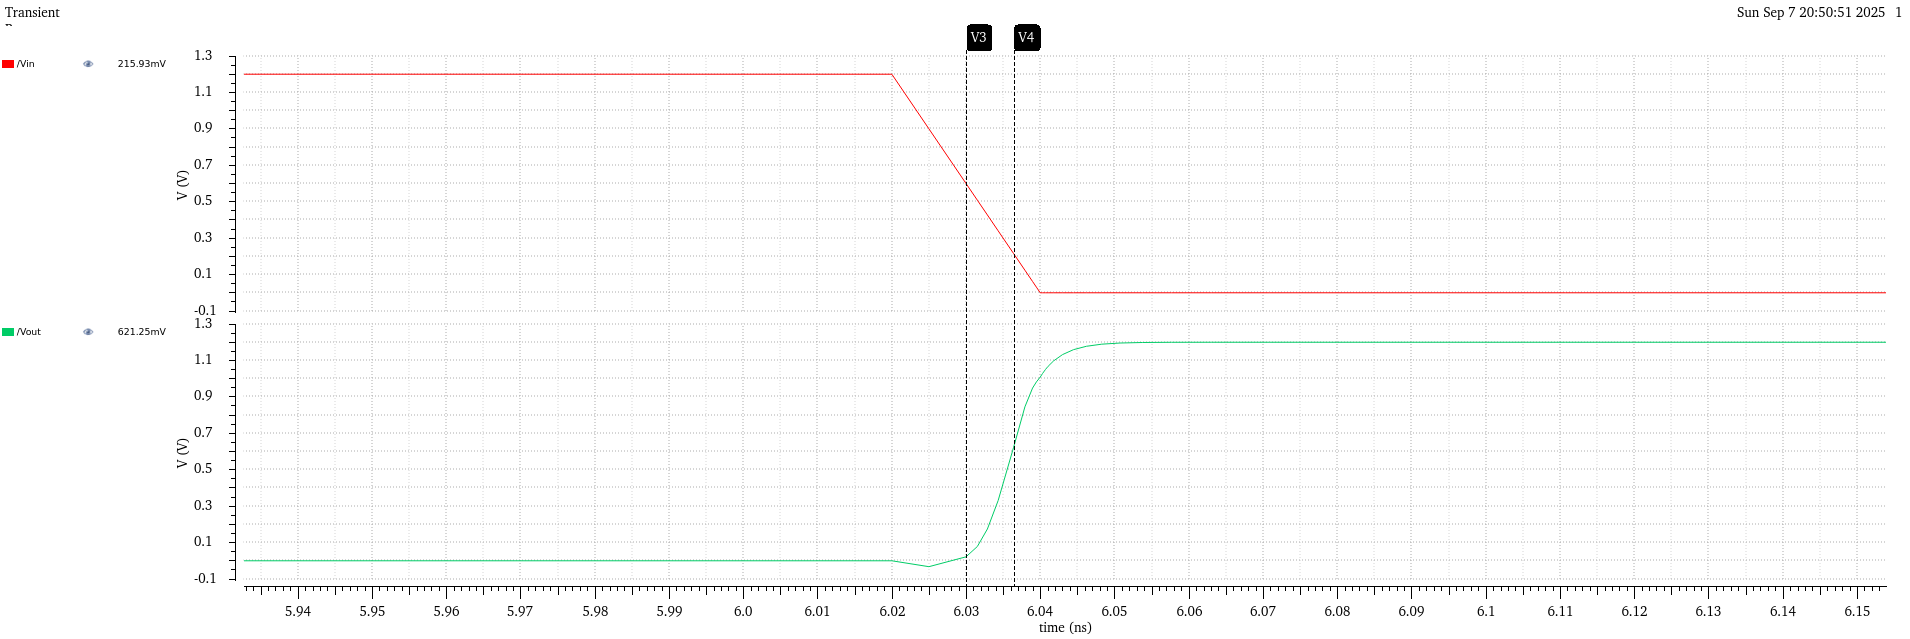 Transient
Sun Sep 7 20:50:51 2025 1
V3 V4
/Vin 215.93mV
1.3
1.1
0.9
0.7
0.5
0.3
0.1
-0.1
V (V)
/Vout 621.25mV
1.3
1.1
0.9
0.7
0.5
0.3
0.1
-0.1
V (V)
5.94 5.95 5.96 5.97 5.98 5.99 6.0 6.01 6.02 6.03 6.04 6.05 6.06 6.07 6.08 6.09 6.1 6.11 6.12 6.13 6.14 6.15
time (ns)